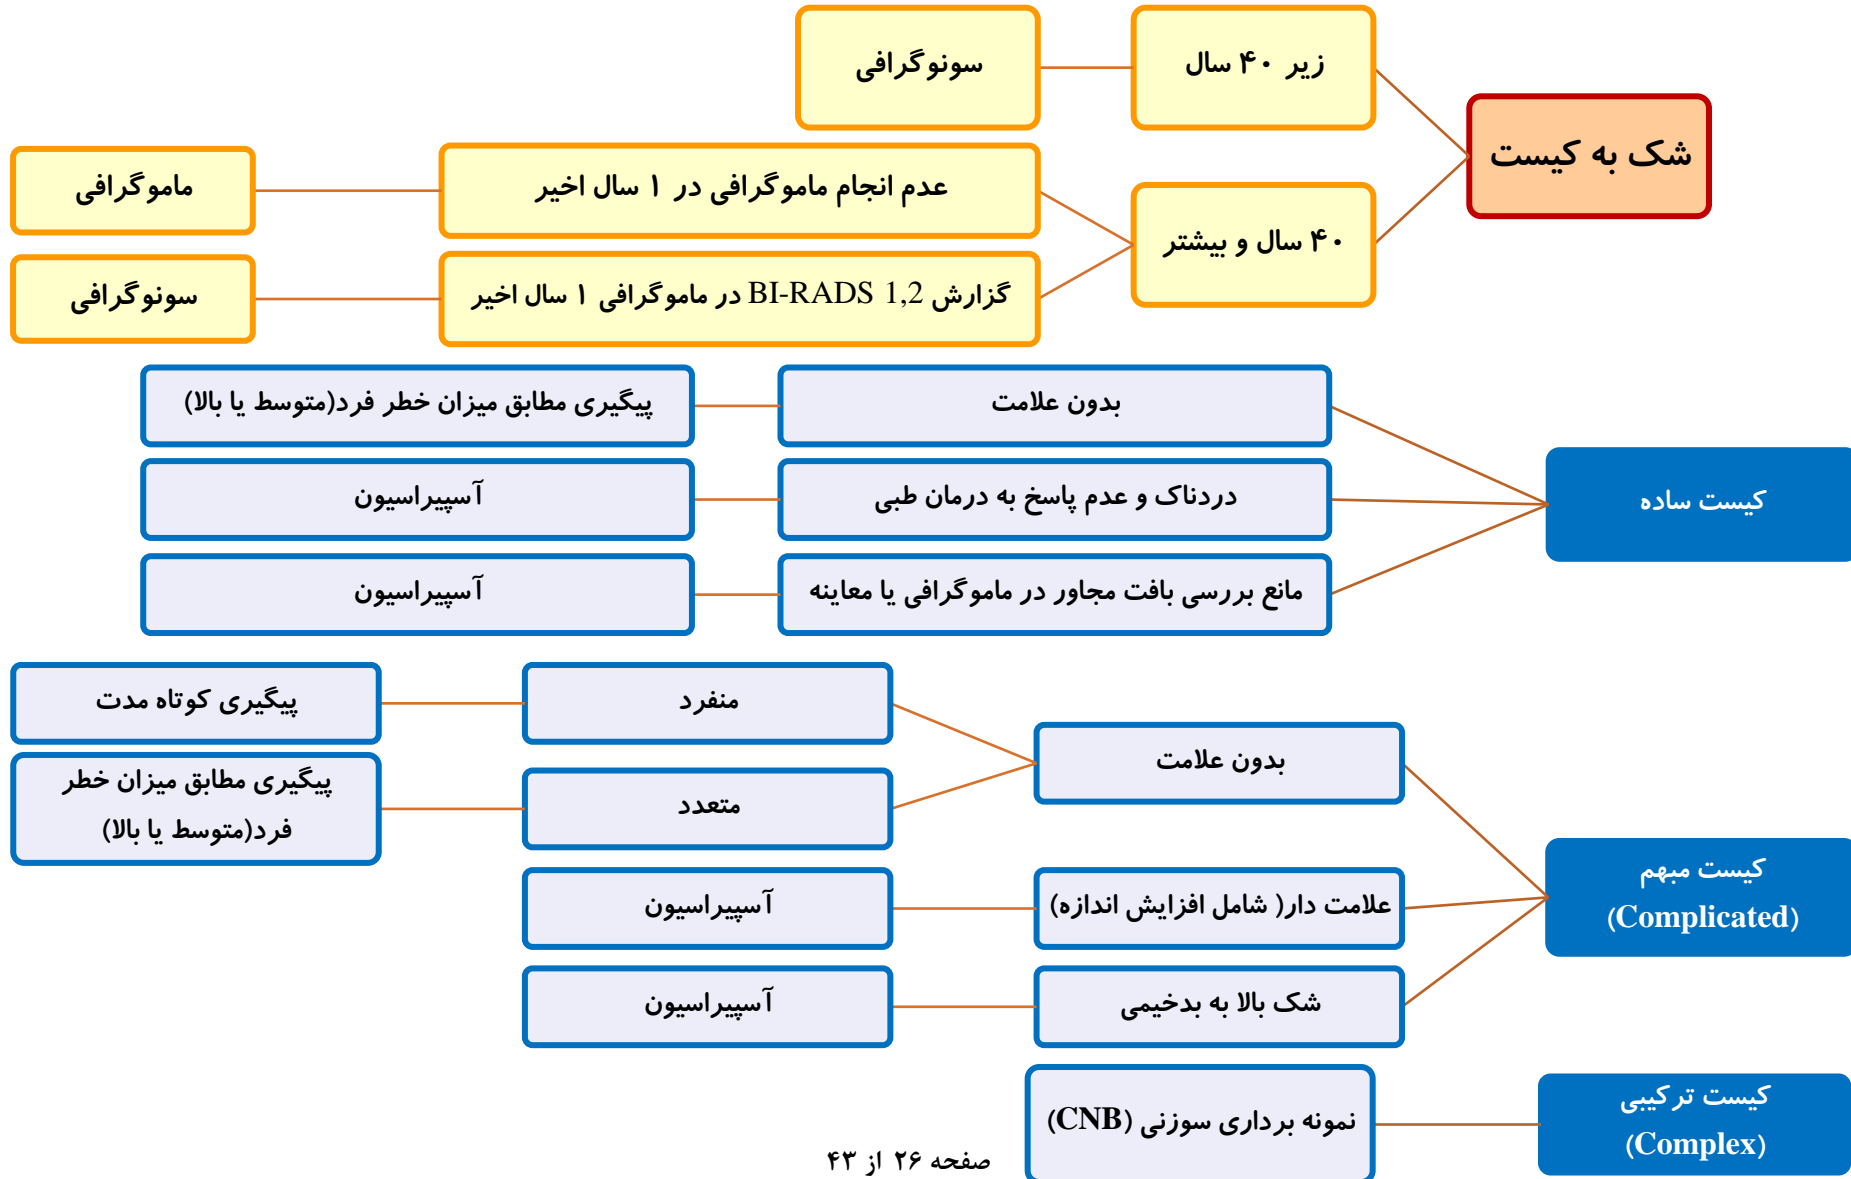 شک به کیست
زیر ۴۰ سال
سونوگرافی
۴۰ سال و بیشتر
عدم انجام ماموگرافی در ۱ سال اخیر
ماموگرافی
گزارش BI-RADS 1,2 در ماموگرافی ۱ سال اخیر
سونوگرافی
کیست ساده
بدون علامت
پیگیری مطابق میزان خطر فرد(متوسط یا بالا)
دردناک و عدم پاسخ به درمان طبی
آسپیراسیون
مانع بررسی بافت مجاور در ماموگرافی یا معاینه
آسپیراسیون
کیست مبهم
(Complicated)
بدون علامت
منفرد
پیگیری کوتاه مدت
متعدد
پیگیری مطابق میزان خطر
فرد(متوسط یا بالا)
علامت دار( شامل افزایش اندازه)
آسپیراسیون
شک بالا به بدخیمی
آسپیراسیون
کیست ترکیبی
(Complex)
نمونه برداری سوزنی (CNB)
صفحه ۲۶ از ۴۳